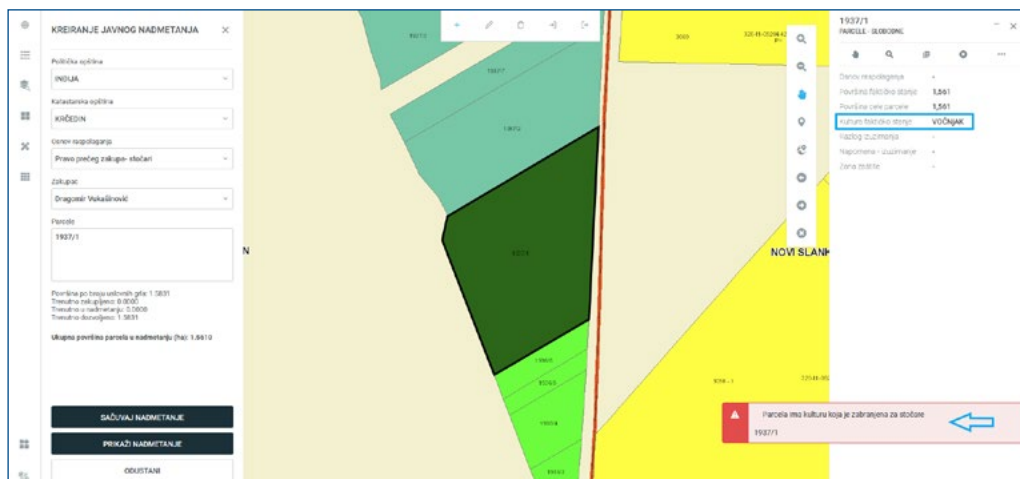 KREIRANJE JAVNOG NADMETANJA
Politička opština
INĐIJA
Katastarska opština
KRČEDIN
Osnov raspolaganja
Pravo prečeg zakupa- stočari
Zakupac
Dragomir Vukašinović
Parcele
1937/1
Površina po broju uslovnih grla: 1.5831
Trenutno zakupljeno: 0.0000
Trenutno u nadmetanju: 0.0000
Trenutno dozvoljeno: 1.5831
Ukupna površina parcela u nadmetanju (ha): 1.5610
SAČUVAJ NADMETANJE
PRIKAŽI NADMETANJE
ODUSTANI
N
NOVI SLANK
1937/1
PARCELE - SLOBODNE
Osnov raspolaganja -
Površina faktičko stanje 1,561
Površina cele parcele 1,561
Kultura faktičko stanje VOĆNJAK
Razlog izuzimanja -
Napomena - izuzimanje -
Zona zaštite -
Parcela ima kulturu koja je zabranjena za stočare
1937/1